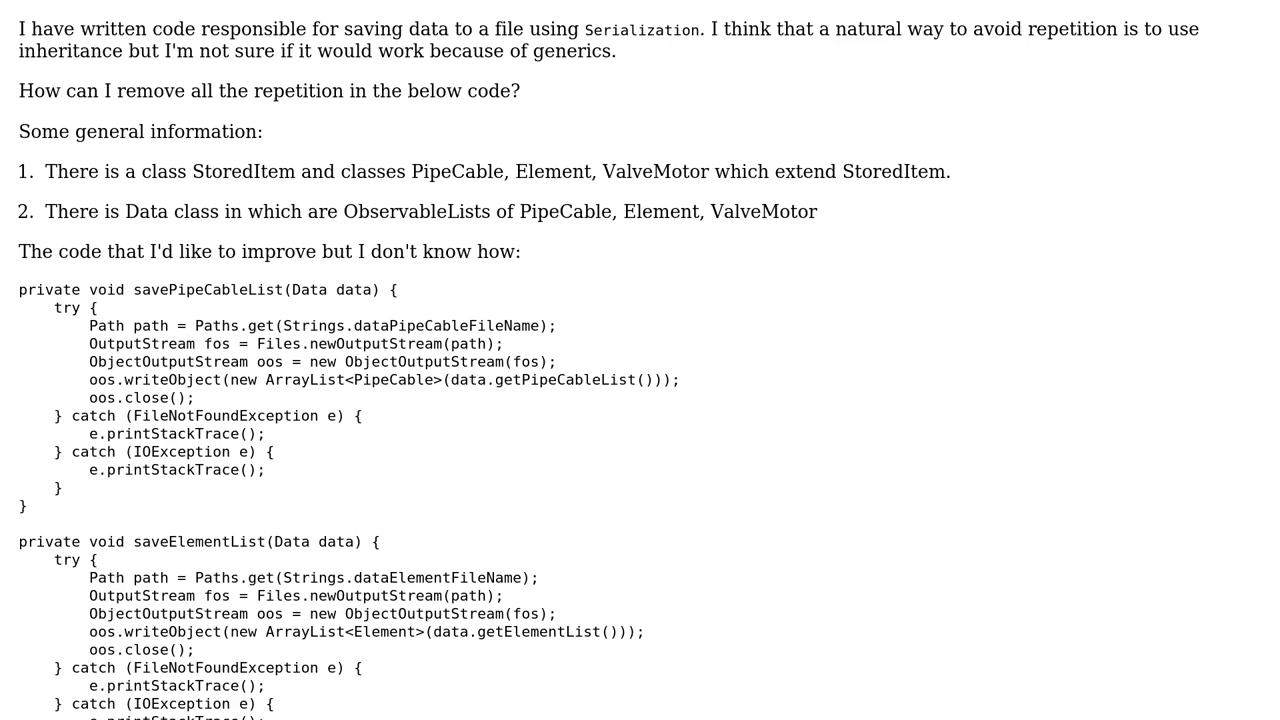 I have written code responsible for saving data to a file using Serialization. I think that a natural way to avoid repetition is to use
inheritance but I'm not sure if it would work because of generics.
How can I remove all the repetition in the below code?
Some general information:
1. There is a class StoredItem and classes PipeCable, Element, ValveMotor which extend StoredItem.
2. There is Data class in which are ObservableLists of PipeCable, Element, ValveMotor
The code that I'd like to improve but I don't know how:
private void savePipeCableList(Data data) {
    try {
        Path path = Paths.get(Strings.dataPipeCableFileName);
        OutputStream fos = Files.newOutputStream(path);
        ObjectOutputStream oos = new ObjectOutputStream(fos);
        oos.writeObject(new ArrayList<PipeCable>(data.getPipeCableList()));
        oos.close();
    } catch (FileNotFoundException e) {
        e.printStackTrace();
    } catch (IOException e) {
        e.printStackTrace();
    }
}
private void saveElementList(Data data) {
    try {
        Path path = Paths.get(Strings.dataElementFileName);
        OutputStream fos = Files.newOutputStream(path);
        ObjectOutputStream oos = new ObjectOutputStream(fos);
        oos.writeObject(new ArrayList<Element>(data.getElementList()));
        oos.close();
    } catch (FileNotFoundException e) {
        e.printStackTrace();
    } catch (IOException e) {